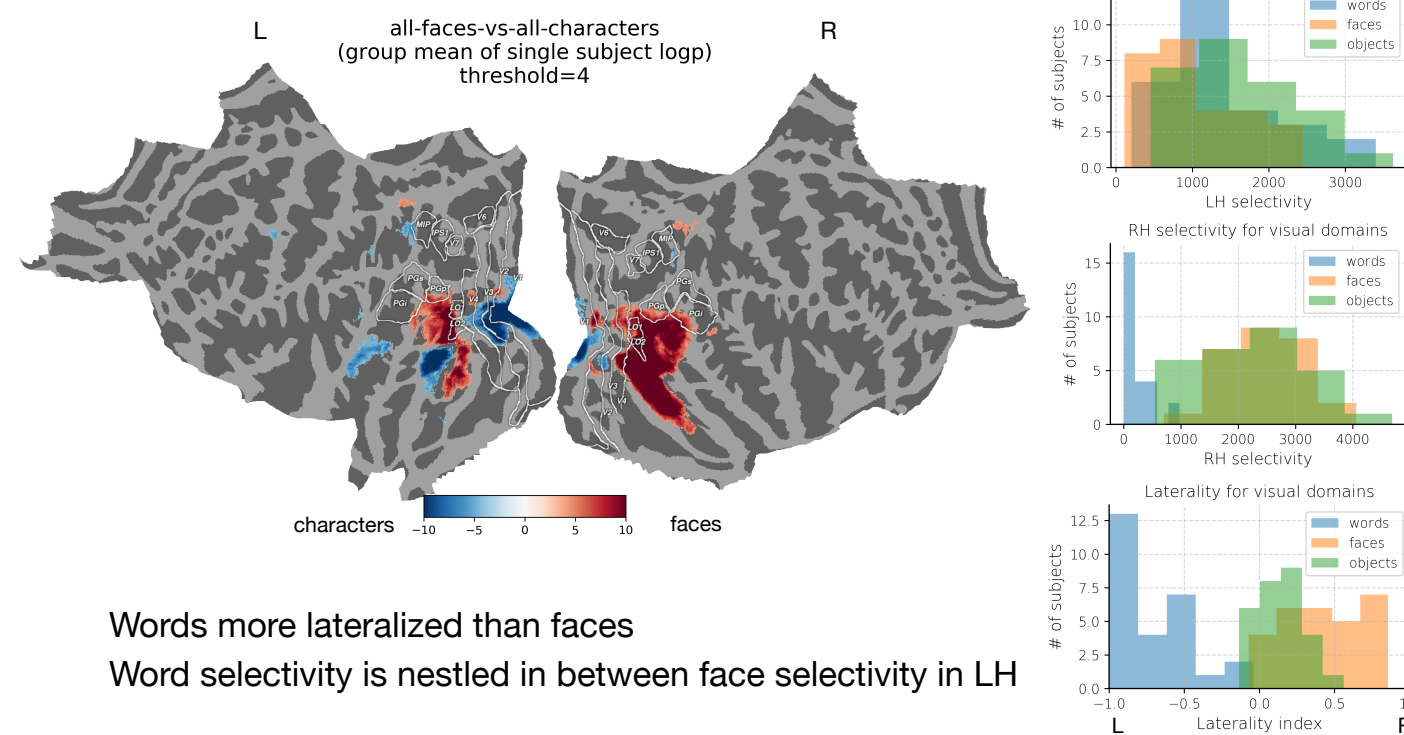 L
all-faces-vs-all-characters
(group mean of single subject logp)
threshold=4
R
MIP
IPS1
V7
V6
V2
V1
V3
V4
PGs
PGp
PGi
LO1
LO2
V6
MIP
IPS1
V7
PGs
PGp
PGi
V1
LO1
LO2
V3
V4
V2
characters
−10
−5
0
5
10
faces
Words more lateralized than faces
Word selectivity is nestled in between face selectivity in LH
words
faces
objects
# of subjects
10.0
7.5
5.0
2.5
0.0
0
1000
2000
3000
LH selectivity
RH selectivity for visual domains
words
faces
objects
# of subjects
15
10
5
0
0
1000
2000
3000
4000
RH selectivity
Laterality for visual domains
words
faces
objects
# of subjects
12.5
10.0
7.5
5.0
2.5
0.0
−1.0
−0.5
0.0
0.5
L
Laterality index